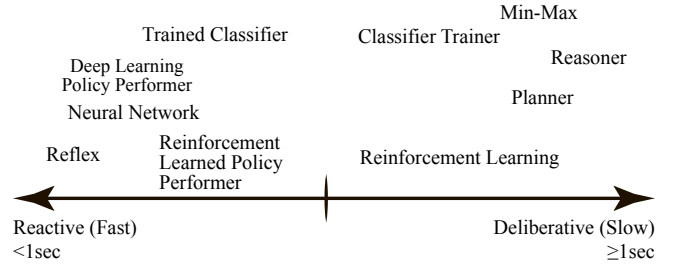 Min-Max
Trained Classifier
Classifier Trainer
Reasoner
Deep Learning
Policy Performer
Planner
Neural Network
Reflex
Reinforcement
Learned Policy
Performer
Reinforcement Learning
Reactive (Fast)
<1sec
Deliberative (Slow)
≥1sec